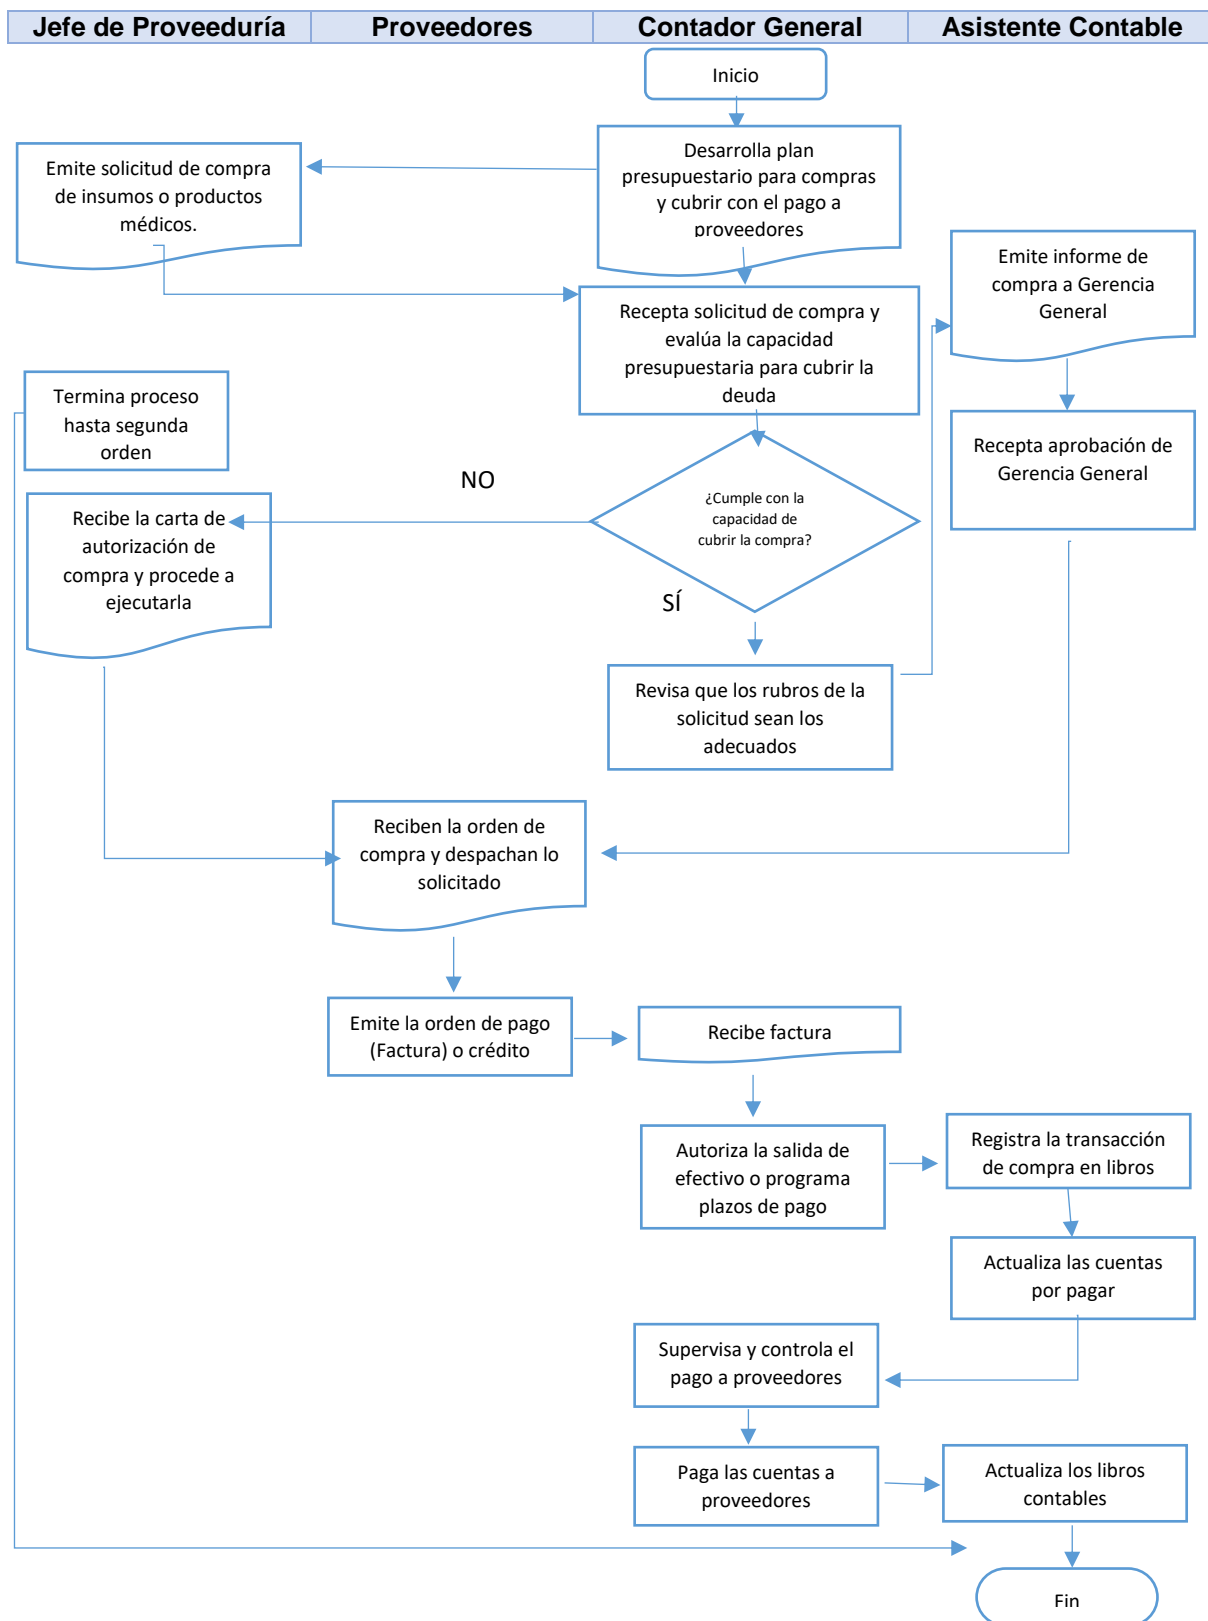 Jefe de Proveeduría
Proveedores
Contador General
Asistente Contable
Inicio
Desarrolla plan
presupuestario para compras
y cubrir con el pago a
proveedores
Emite solicitud de compra
de insumos o productos
médicos.
Emite informe de
compra a Gerencia
General
Recepta solicitud de compra y
evalúa la capacidad
presupuestaria para cubrir la
deuda
Termina proceso
hasta segunda
orden
Recepta aprobación de
Gerencia General
NO
¿Cumple con la
capacidad de
cubrir la compra?
Recibe la carta de
autorización de
compra y procede a
ejecutarla
SÍ
Revisa que los rubros de la
solicitud sean los
adecuados
Reciben la orden de
compra y despachan lo
solicitado
Emite la orden de pago
(Factura) o crédito
Recibe factura
Autoriza la salida de
efectivo o programa
plazos de pago
Registra la transacción
de compra en libros
Actualiza las cuentas
por pagar
Supervisa y controla el
pago a proveedores
Paga las cuentas a
proveedores
Actualiza los libros
contables
Fin